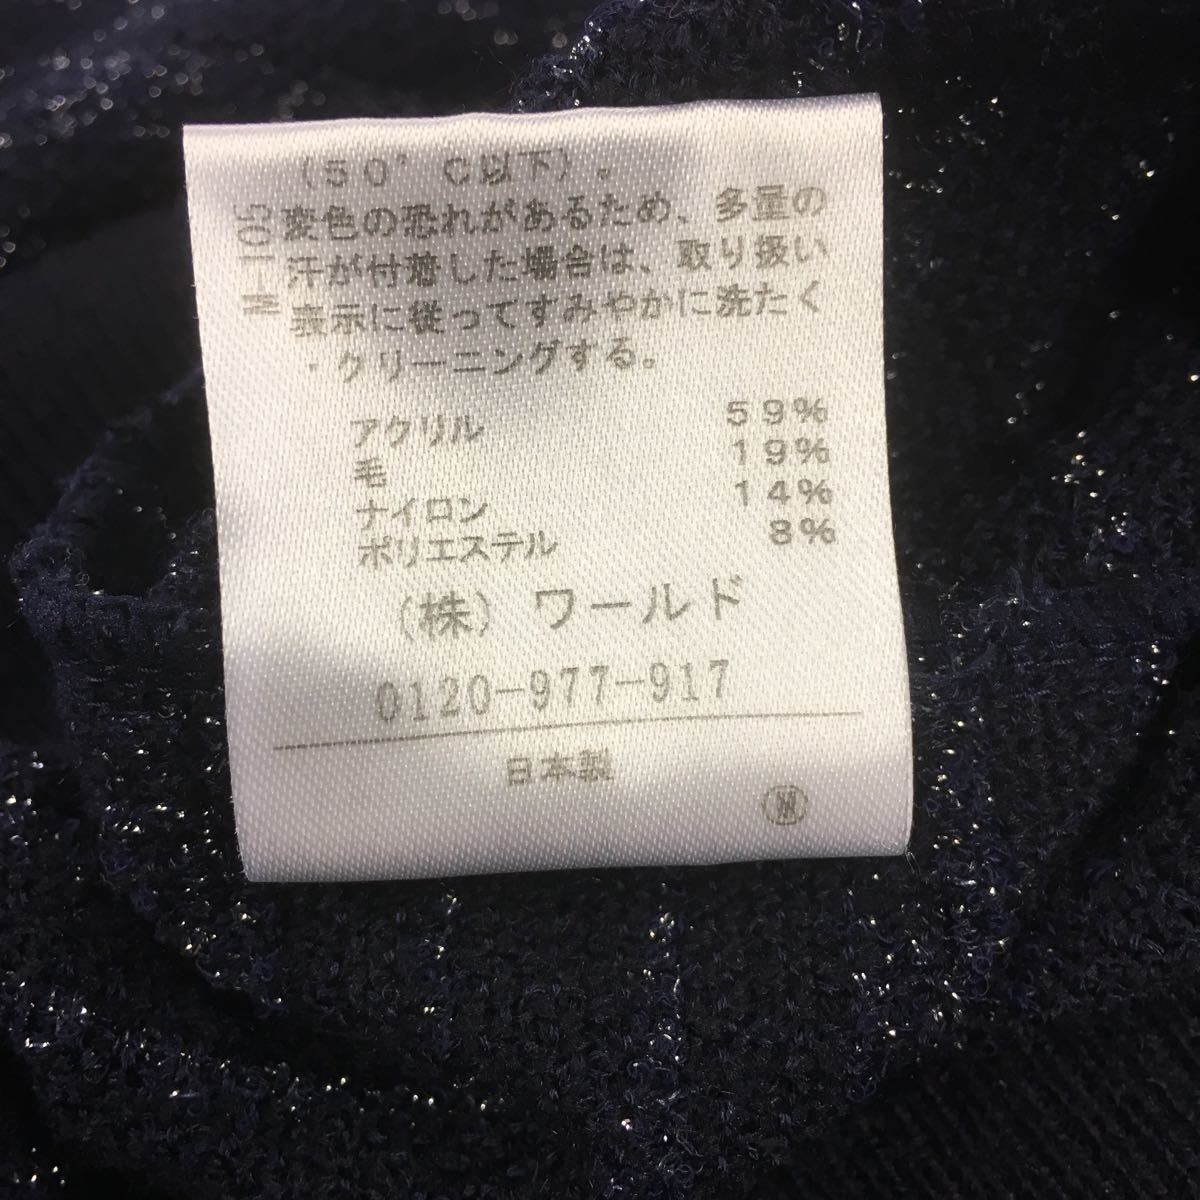 (50°C以下)。
変色の恐れがあるため、多量の
汗が付着した場合は、取り扱い
表示に従ってすみやかに洗たく
・クリーニングする。
M-105
アクリル 59%
毛 19%
ナイロン 14%
ポリエステル 8%
(株) ワールド
0120-977-917
日本製
Ⓜ